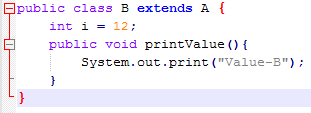 public class B extends A {
    int i = 12;
    public void printValue(){
        System.out.print("Value-B");
    }
}